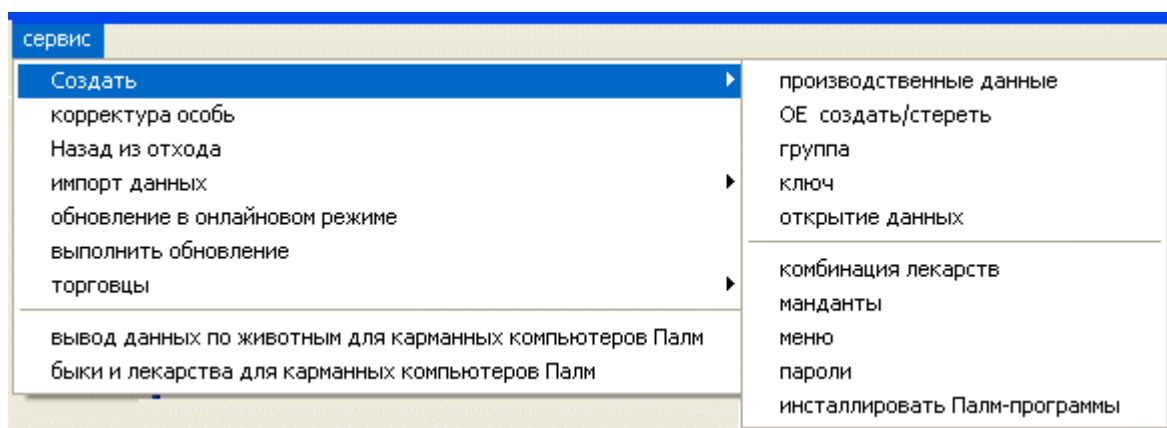 сервис
Создать
корректура особь
Назад из отхода
импорт данных
обновление в онлайновом режиме
выполнить обновление
торговцы
вывод данных по животным для карманных компьютеров Палм
быки и лекарства для карманных компьютеров Палм
производственные данные
ОЕ создать/стереть
группа
ключ
открытие данных
комбинация лекарств
манданты
меню
пароли
инсталлировать Палм-программы